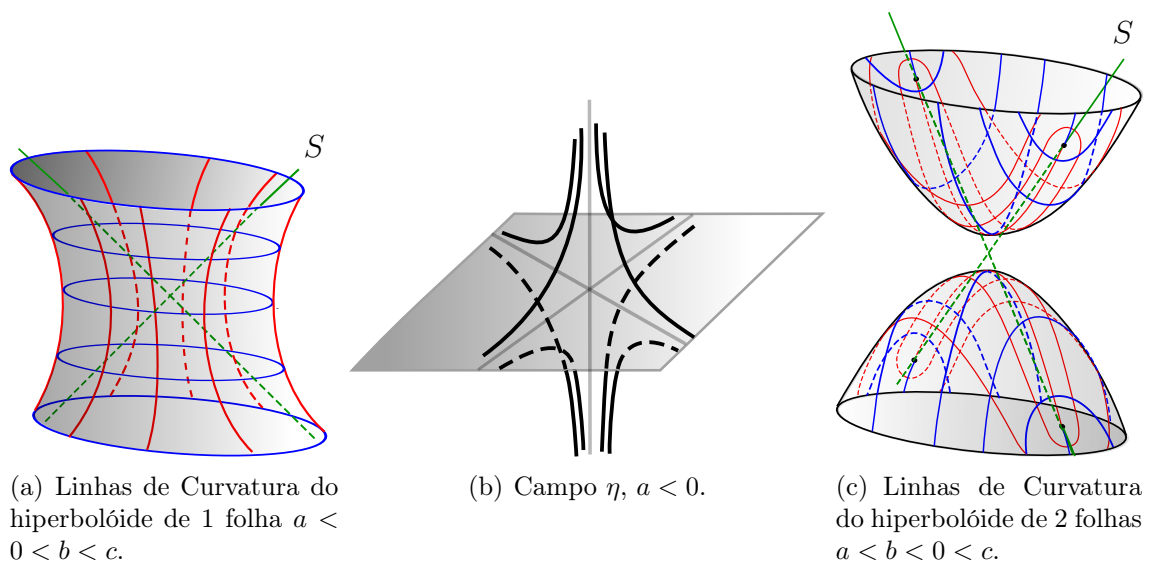 S
S
(a) Linhas de Curvatura do
hiperbolóide de 1 folha a <
0 < b < c.
(b) Campo η, a < 0.
(c) Linhas de Curvatura
do hiperbolóide de 2 folhas
a < b < 0 < c.